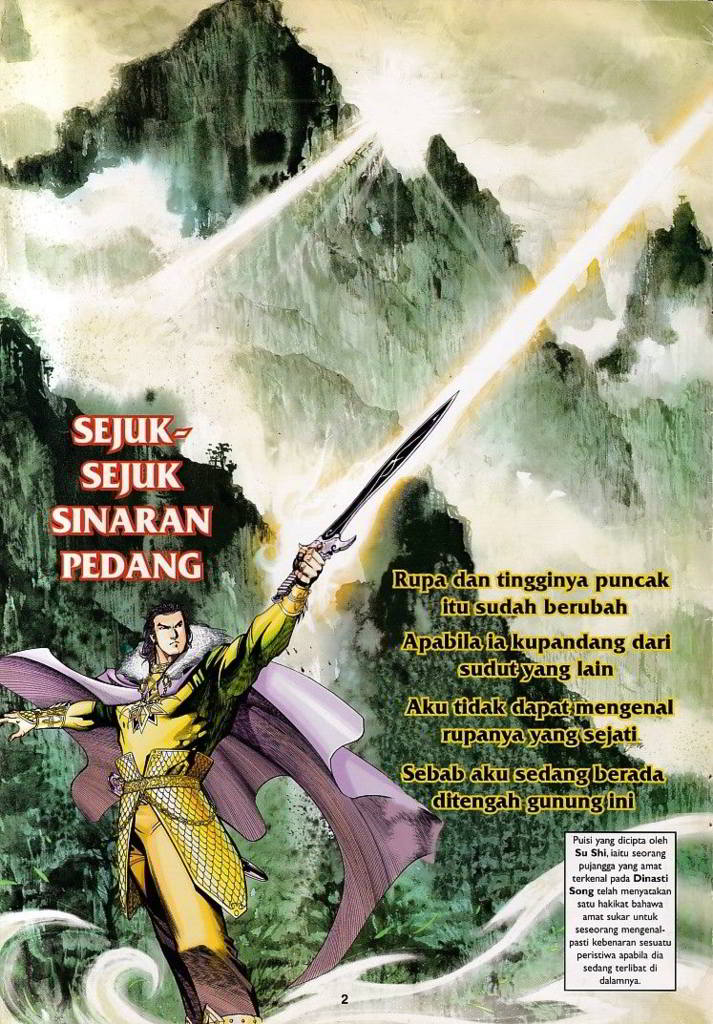 SEJUK-
SEJUK
SINARAN
PEDANG
Rupa dan tingginya puncak
itu sudah berubah
Apabila ia kupandang dari
sudut yang lain
Aku tidak dapat mengenal
rupanya yang sejati
Sebab aku sedang berada
ditengah gunung ini
Puisi yang dicipta oleh
Su Shi, iaitu seorang
pujangga yang amat
terkenal pada Dinasti
Song telah menyatakan
satu hakikat bahawa
amat sukar untuk
seseorang mengenal-
pasti kebenaran sesuatu
peristiwa apabila dia
sedang terlibat di
dalamnya.
2